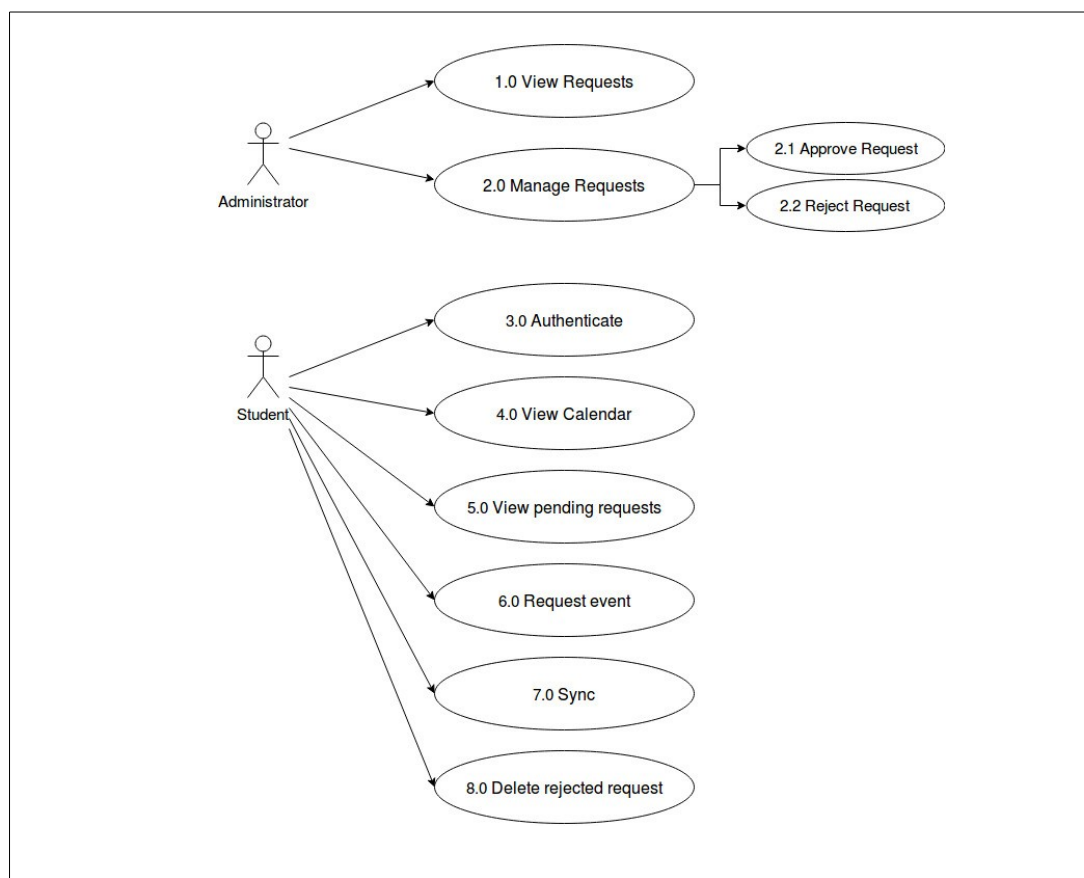 1.0 View Requests
2.1 Approve Request
Administrator
2.0 Manage Requests
2.2 Reject Request
3.0 Authenticate
Student
4.0 View Calendar
5.0 View pending requests
6.0 Request event
7.0 Sync
8.0 Delete rejected request